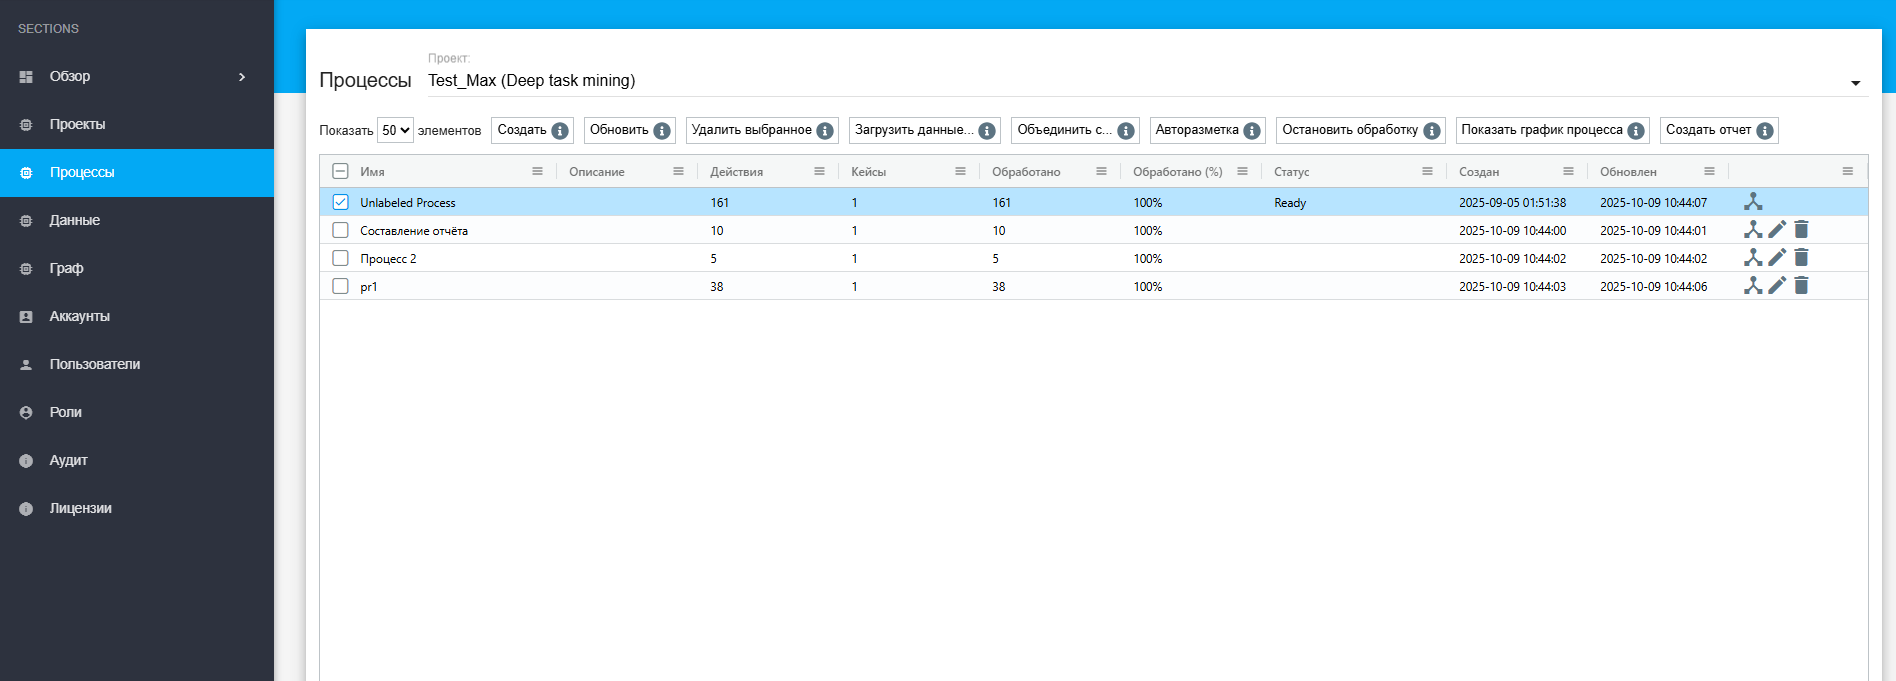 SECTIONS
Обзор
Проекты
Процессы
Данные
Граф
Аккаунты
Пользователи
Роли
Аудит
Лицензии
Проект:
Процессы Test_Max (Deep task mining)
Показать 50 элементов Создать Обновить Удалить выбранное Загрузить данные... Объединить с... Авторазметка Остановить обработку Показать график процесса Создать отчет
Имя Описание Действия Кейсы Обработано Обработано (%) Статус Создан Обновлен
Unlabeled Process 161 1 161 100% Ready 2025-09-05 01:51:38 2025-10-09 10:44:07
Составление отчёта 10 1 10 100% 2025-10-09 10:44:00 2025-10-09 10:44:01
Процесс 2 5 1 5 100% 2025-10-09 10:44:02 2025-10-09 10:44:02
pr1 38 1 38 100% 2025-10-09 10:44:03 2025-10-09 10:44:06